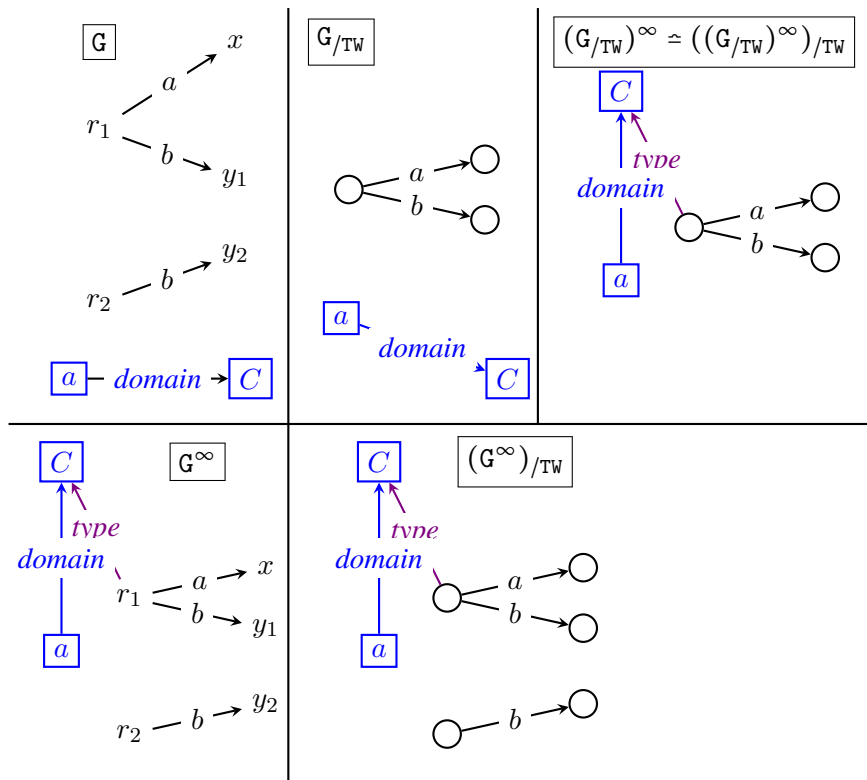 G
x
a
r₁
b
y₁
y₂
b
r₂
a domain C
G/TW
a
b
a
domain
C
(G/TW)^∞ ≏ ((G/TW)^∞)/TW
C
type
domain
a
b
a
G^∞
C
type
domain
x
a
r₁
b
y₁
a
y₂
b
r₂
(G^∞)/TW
C
type
domain
a
b
a
b